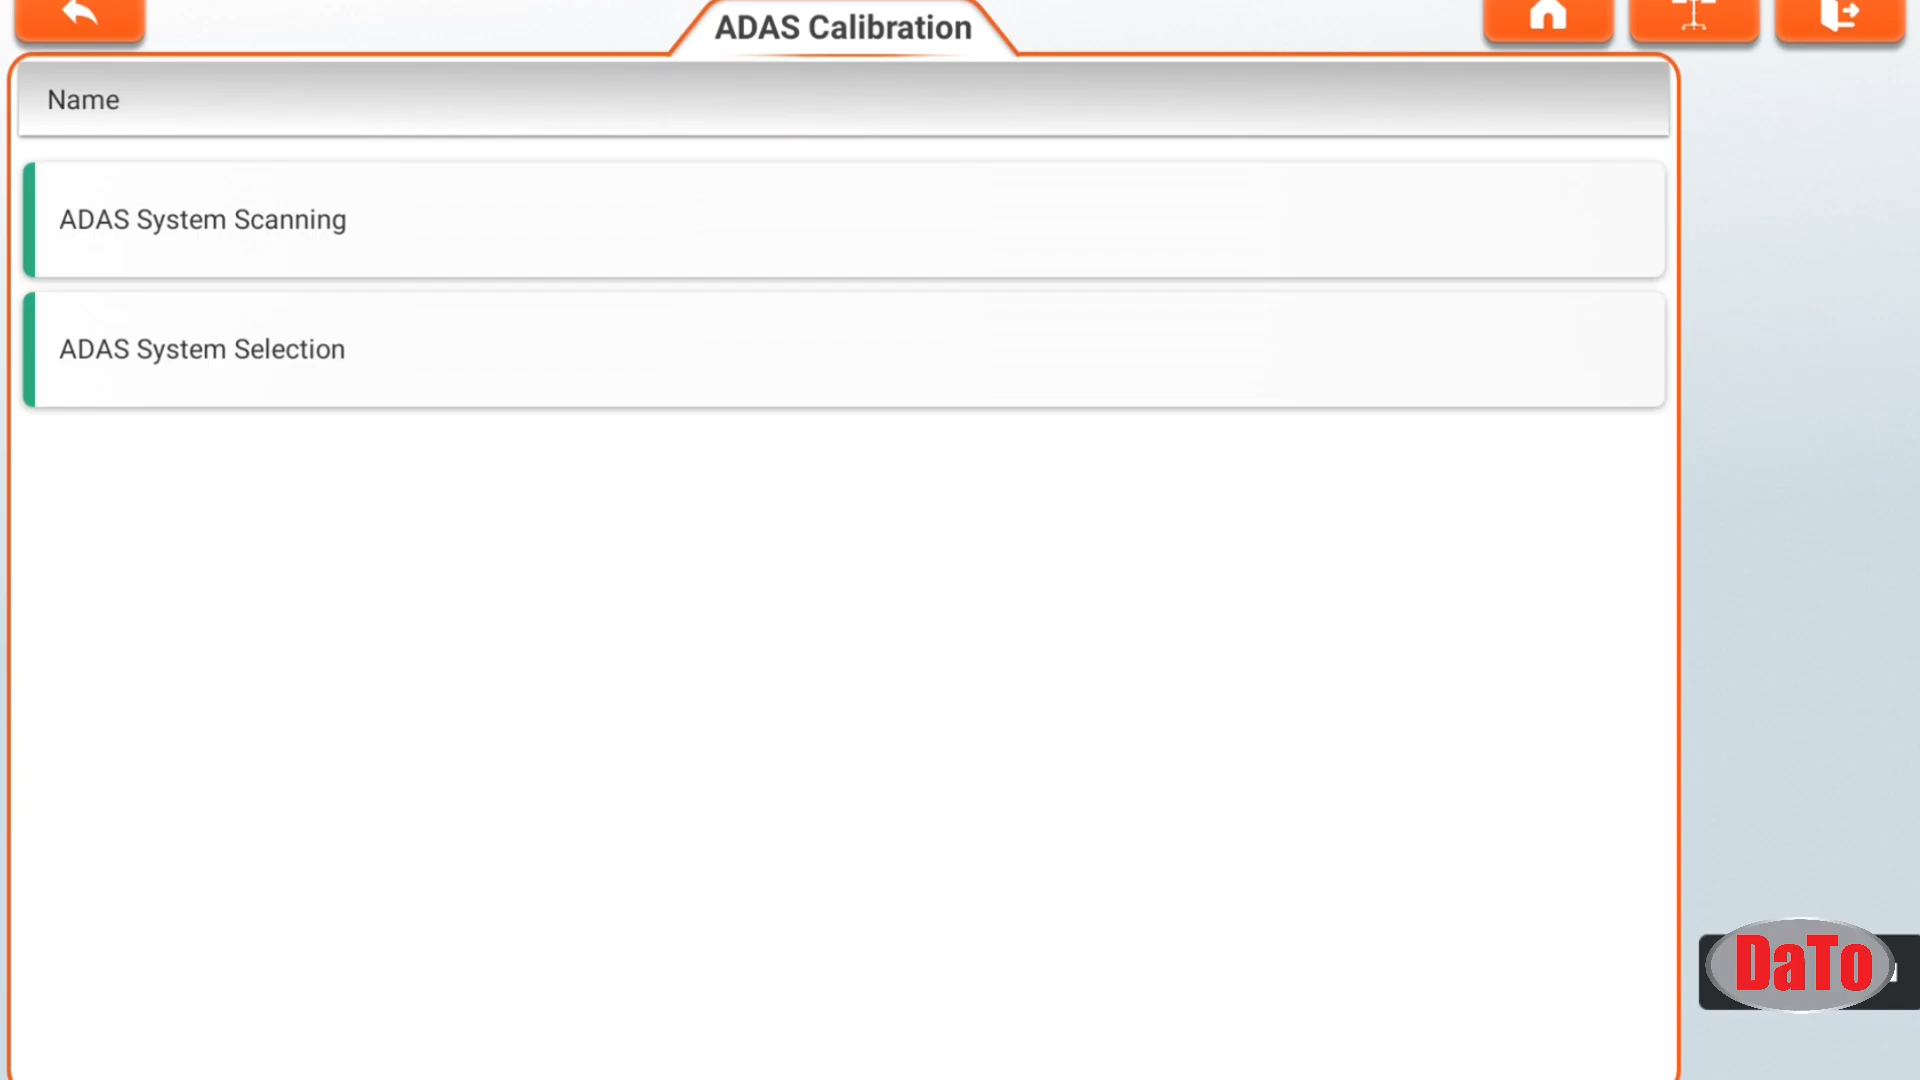 ADAS Calibration
Name
ADAS System Scanning
ADAS System Selection
DaTo